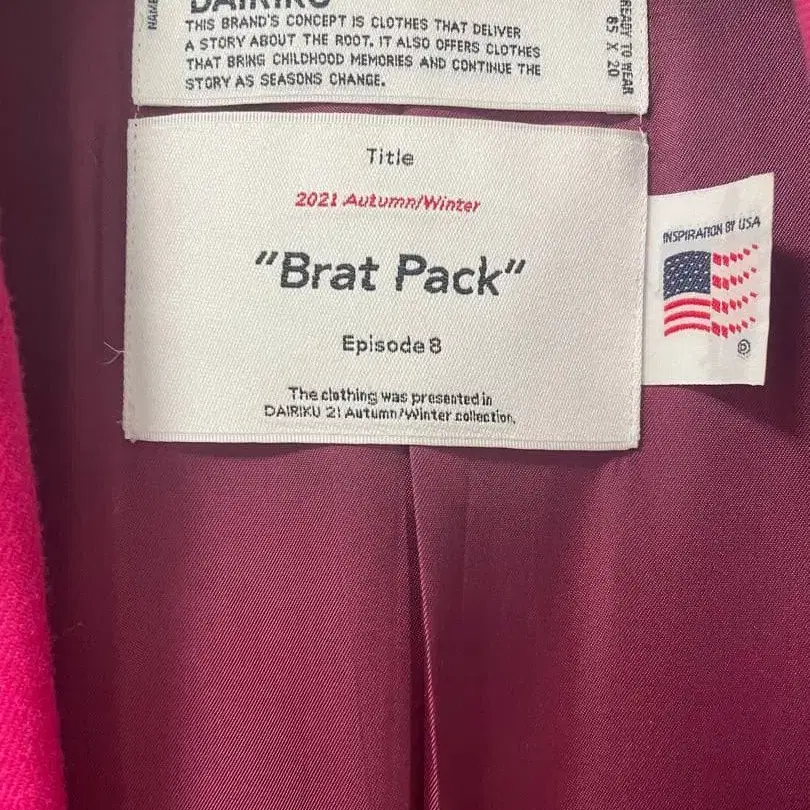 NAME
DAIRIKU
THIS BRAND'S CONCEPT IS CLOTHES THAT DELIVER
A STORY ABOUT THE ROOT. IT ALSO OFFERS CLOTHES
THAT BRING CHILDHOOD MEMORIES AND CONTINUE THE
STORY AS SEASONS CHANGE.
READY TO WEAR
85 X 20
Title
2021 Autumn/Winter
"Brat Pack"
Episode 8
The clothing was presented in
DAIRIKU 21 Autumn/Winter collection.
INSPIRATION BY USA